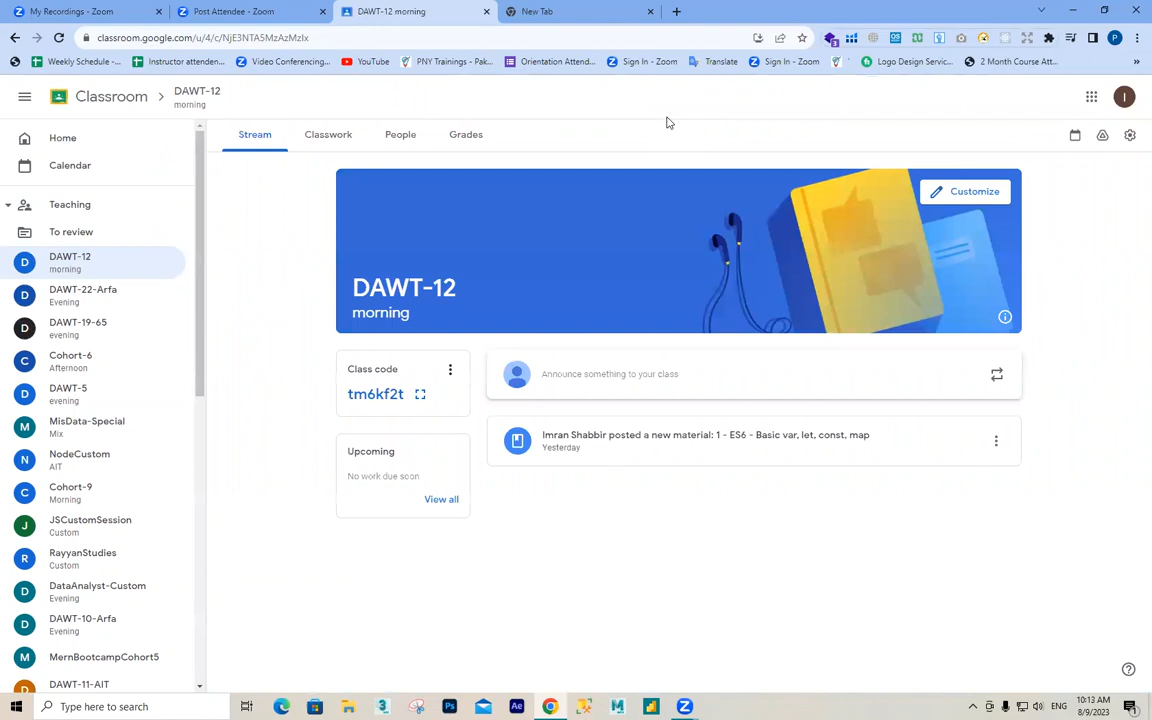 My Recordings - Zoom
Post Attendee - Zoom
DAWT-12 morning
New Tab
classroom.google.com/u/4/c/NjE3NTA5MzAzMzIx
Weekly Schedule -...
Instructor attenden...
Video Conferencing...
YouTube
PNY Trainings - Pak...
Orientation Attend...
Sign In - Zoom
Translate
Sign In - Zoom
Logo Design Servic...
2 Month Course Att...
Classroom
DAWT-12
morning
I
Stream
Classwork
People
Grades
Home
Calendar
Teaching
To review
D
DAWT-12
morning
D
DAWT-22-Arfa
Evening
D
DAWT-19-65
evening
C
Cohort-6
Afternoon
D
DAWT-5
evening
M
MisData-Special
Mix
N
NodeCustom
AIT
C
Cohort-9
Morning
J
JSCustomSession
Custom
R
RayyanStudies
Custom
D
DataAnalyst-Custom
Evening
D
DAWT-10-Arfa
Evening
M
MernBootcampCohort5
D
DAWT-11-AIT
Customize
DAWT-12
morning
Class code
tm6kf2t
Upcoming
No work due soon
View all
Announce something to your class
Imran Shabbir posted a new material: 1 - ES6 - Basic var, let, const, map
Yesterday
Type here to search
ENG
10:13 AM
8/9/2023